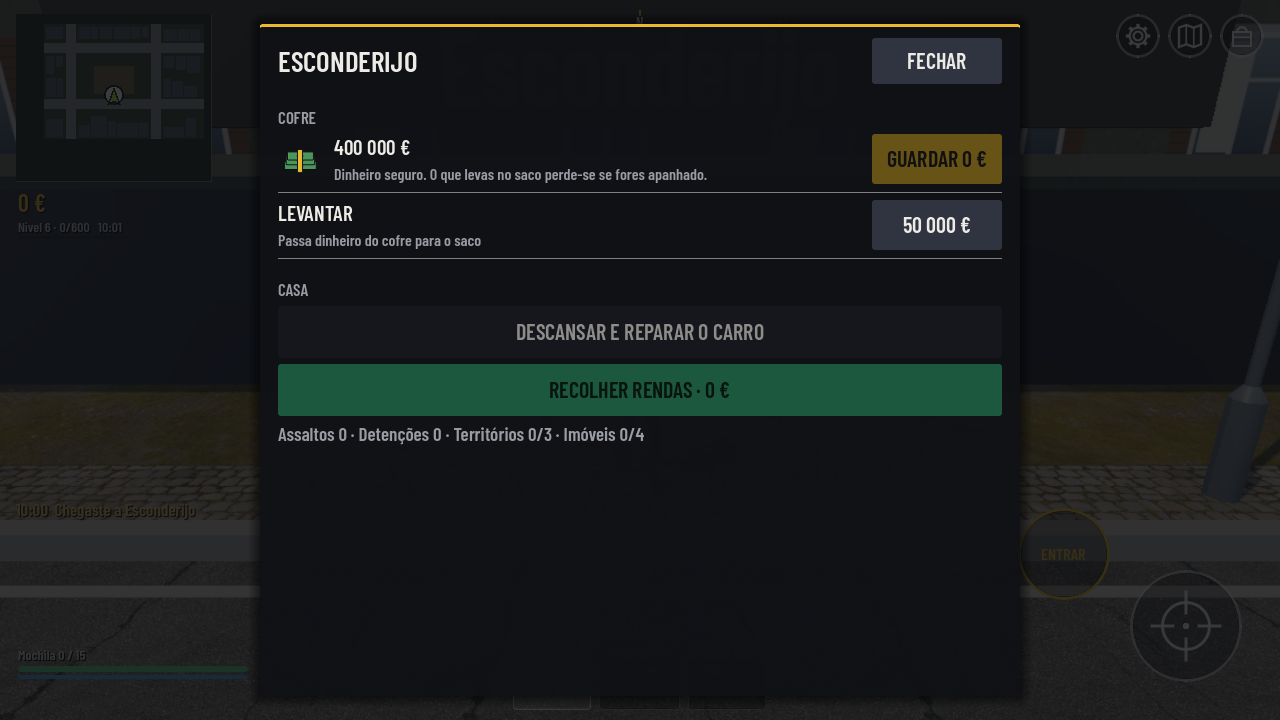 N
ESCONDERIJO
FECHAR
Esconderijo
COFRE
400 000 €
Dinheiro seguro. O que levas no saco perde-se se fores apanhado.
GUARDAR 0 €
LEVANTAR
Passa dinheiro do cofre para o saco
50 000 €
0 €
Nível 6 · 0/600 10:01
CASA
DESCANSAR E REPARAR O CARRO
RECOLHER RENDAS · 0 €
Assaltos 0 · Detenções 0 · Territórios 0/3 · Imóveis 0/4
10:00 Chegaste a Esconderijo
ENTRAR
Mochila 0 / 15